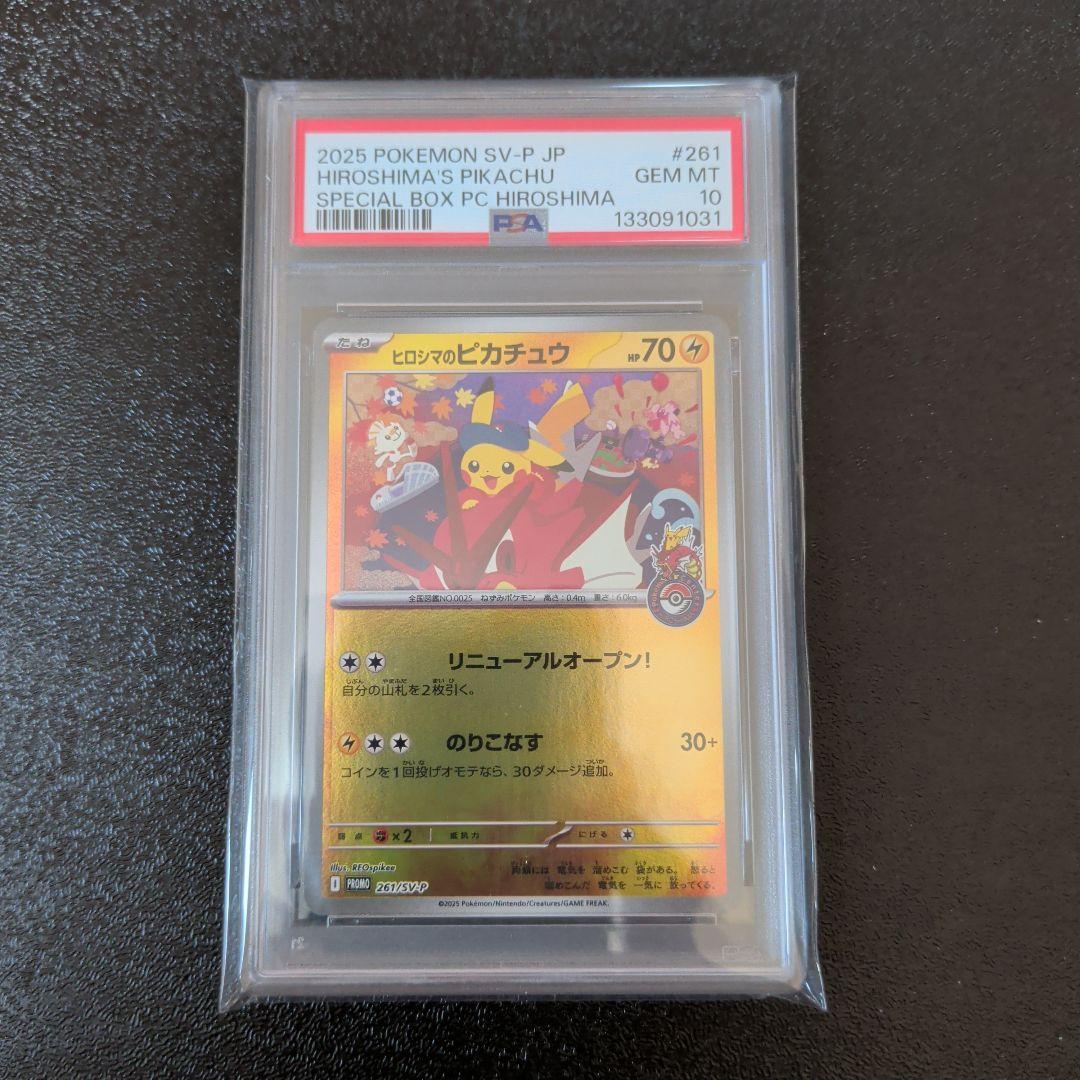 2025 POKEMON SV-P JP #261
HIROSHIMA'S PIKACHU GEM MT
SPECIAL BOX PC HIROSHIMA 10
PSA 133091031
たね ヒロシマのピカチュウ HP 70
全国図鑑NO.0025 ねずみポケモン 高さ:0.4m 重さ:6.0kg
リニューアルオープン!
自分の山札を2枚引く。
のりこなす 30+
コインを1回投げオモテなら、30ダメージ追加。
弱点 ×2 抵抗力 にげる
Illus. REOspikee
両頬には 電気を 溜めこむ 袋がある。 怒ると
溜めこんだ 電気を 一気に 放ってくる。
I PROMO 261/SV-P
©2025 Pokémon/Nintendo/Creatures/GAME FREAK.